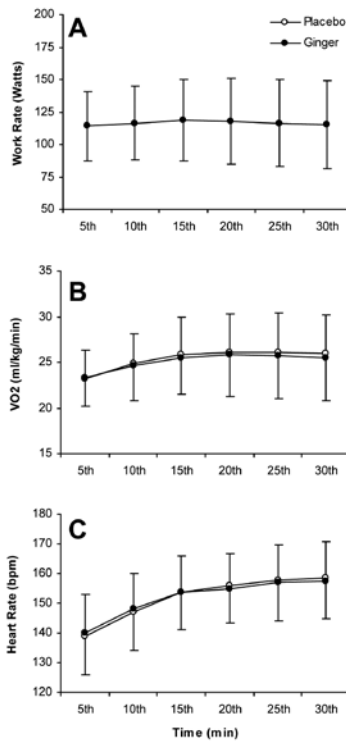 A
Placebo
Ginger
Work Rate (Watts)
200
175
150
125
100
75
50
5th 10th 15th 20th 25th 30th
B
VO2 (ml/kg/min)
35
30
25
20
15
5th 10th 15th 20th 25th 30th
C
Heart Rate (bpm)
180
170
160
150
140
130
120
5th 10th 15th 20th 25th 30th
Time (min)